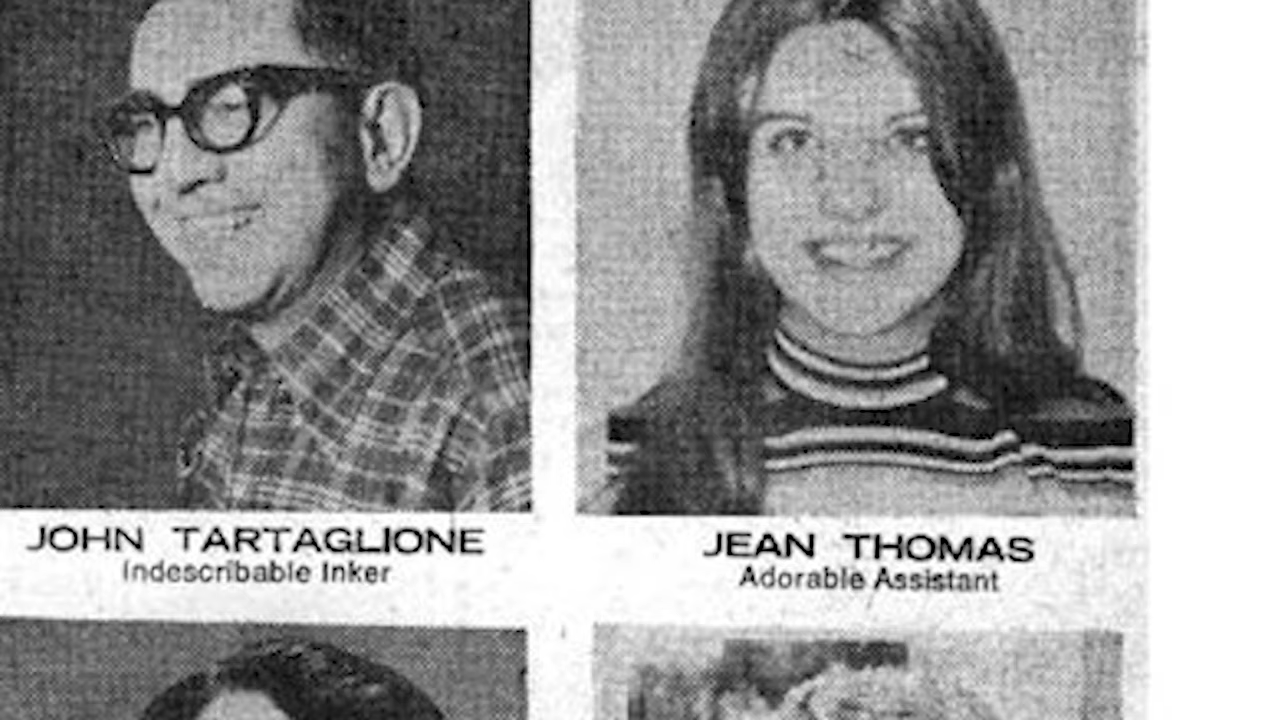 JOHN TARTAGLIONE
Indescribable Inker
JEAN THOMAS
Adorable Assistant